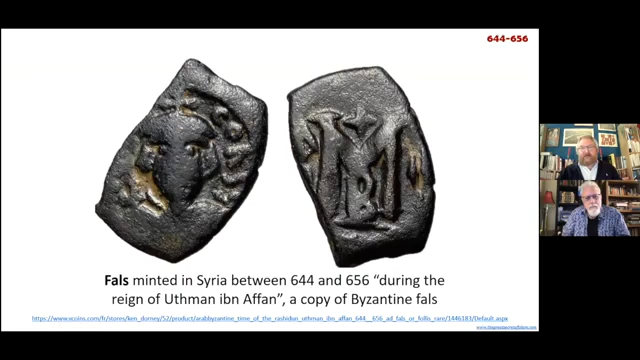 644-656
M
B
Fals minted in Syria between 644 and 656 “during the
reign of Uthman ibn Affan”, a copy of Byzantine fals
https://www.vcoins.com/fr/stores/ken_dorney/52/product/arabbyzantine_time_of_the_rashidun_uthman_ibn_affan_644__656_ad_fab_or_follis_rare/1446183/Default.aspx